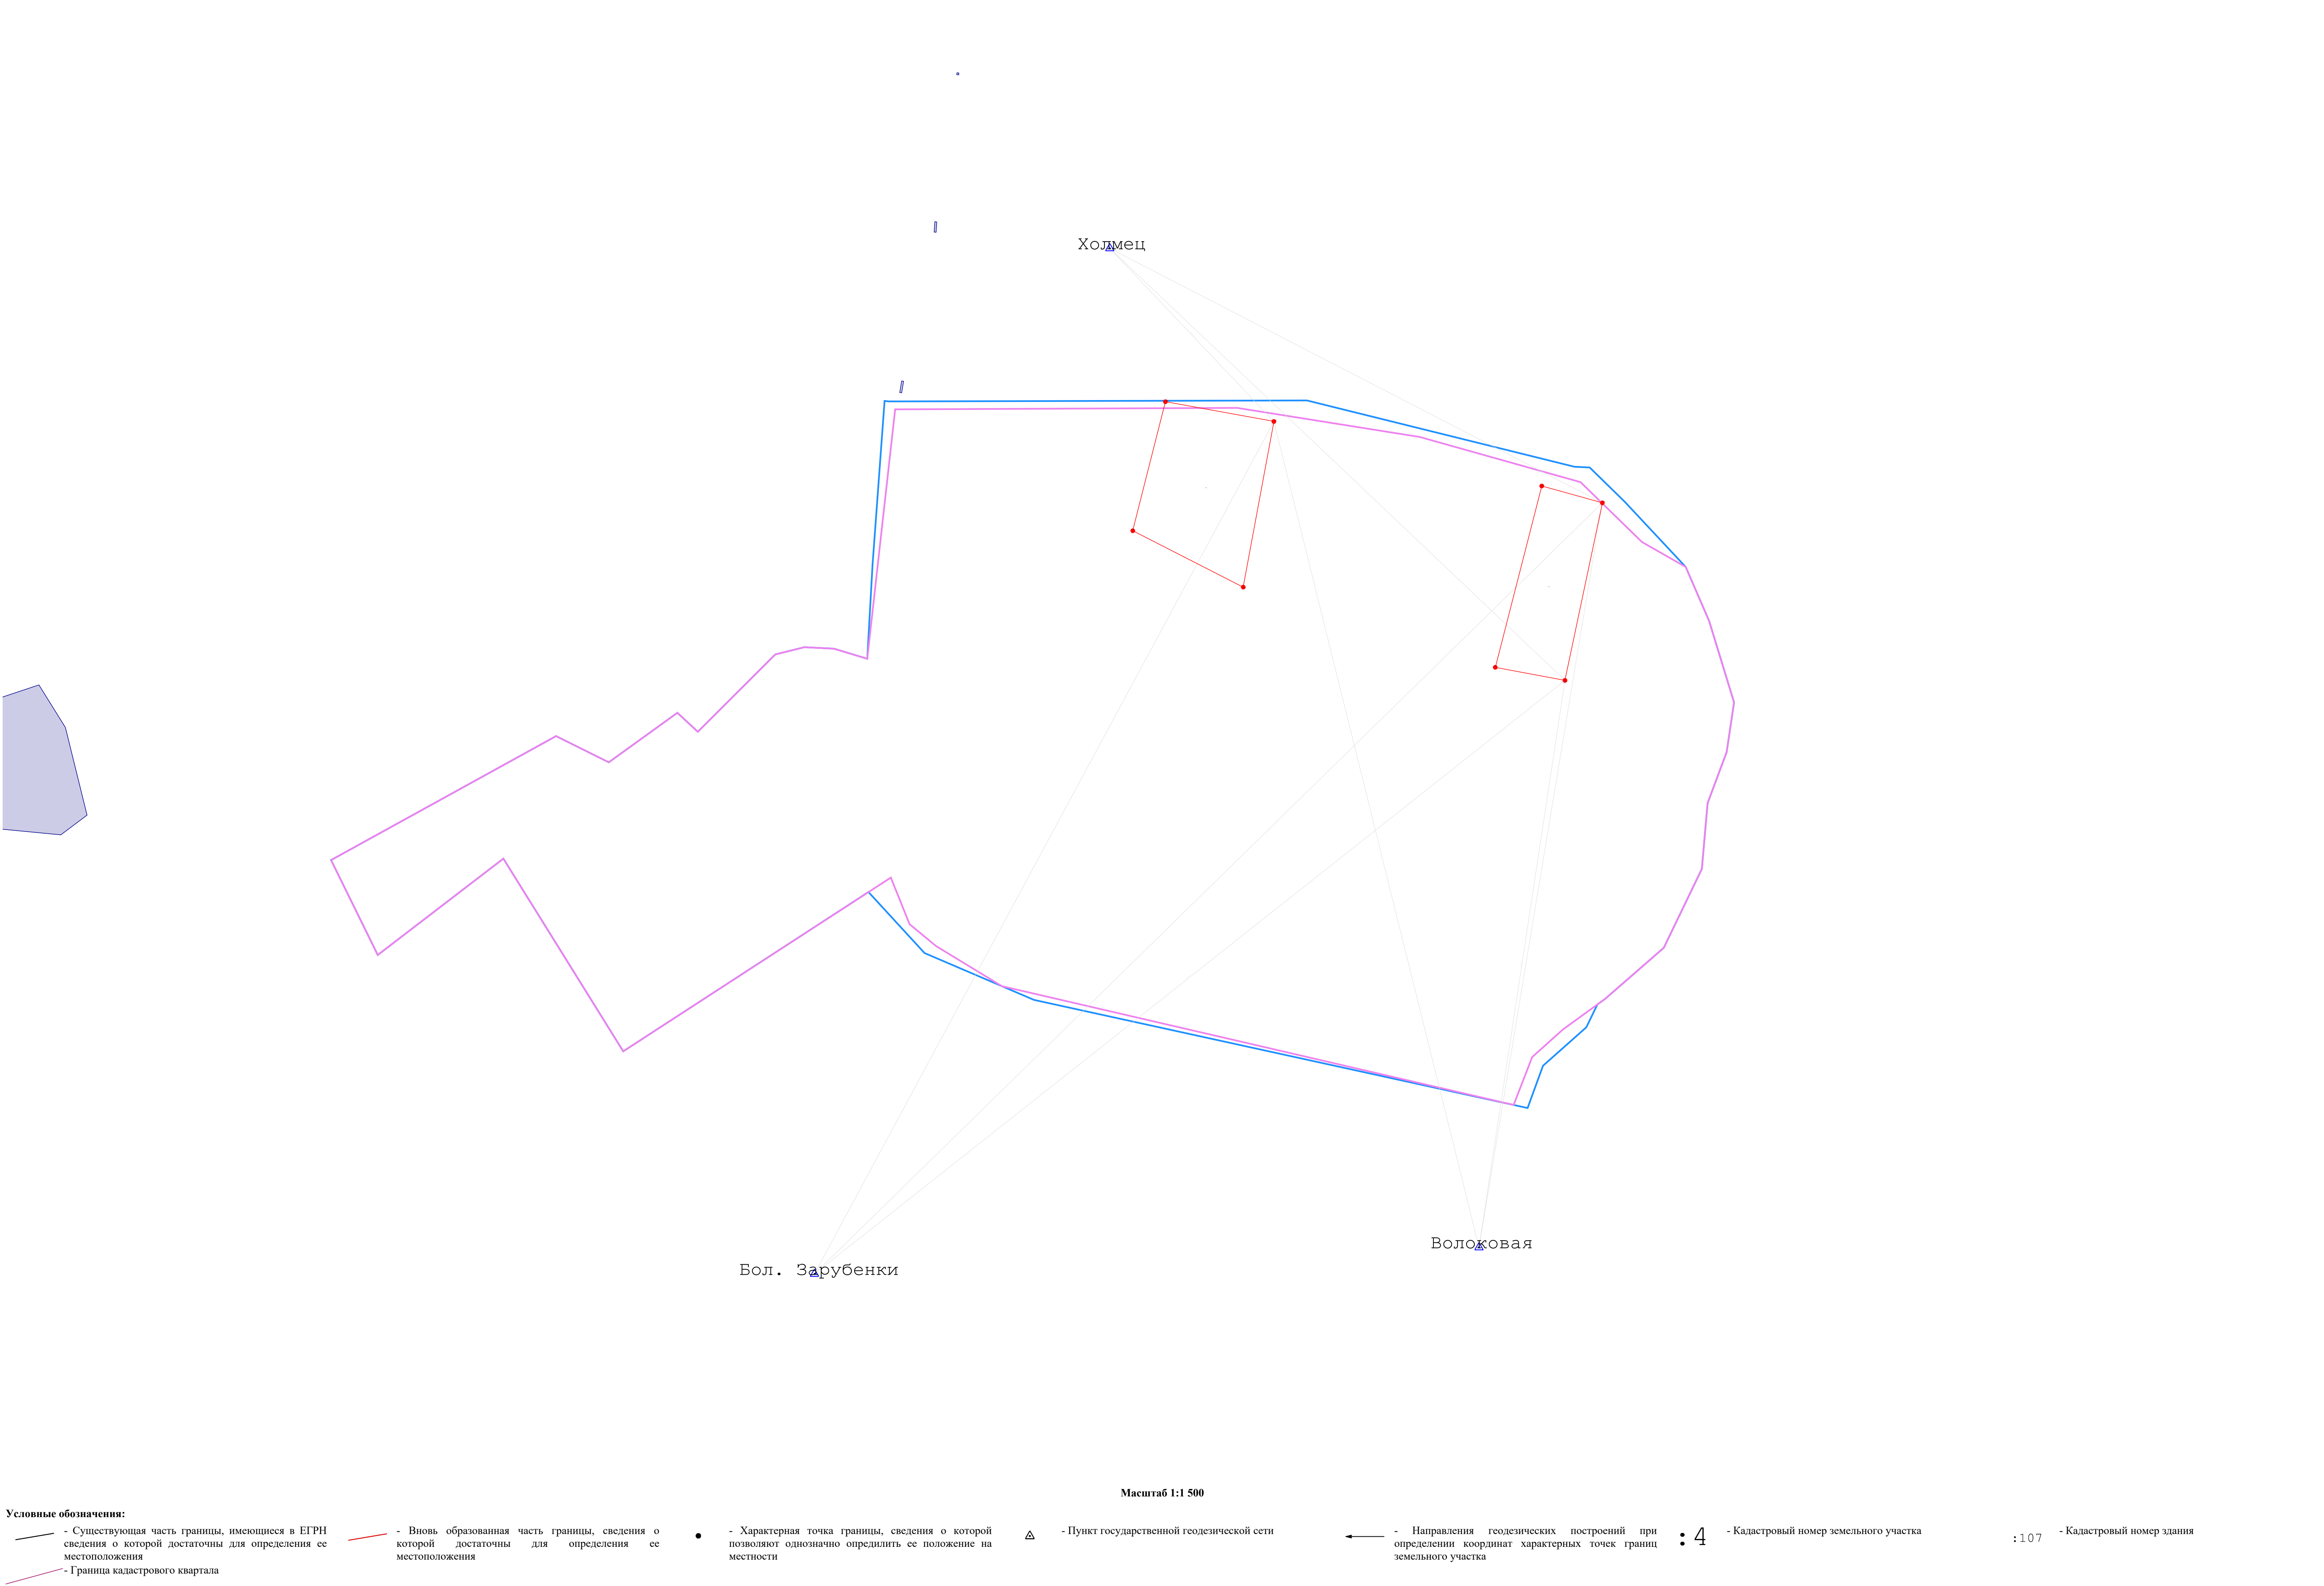 Холмец
Волоковая
Бол. Зарубенки
Масштаб 1:1 500
Условные обозначения:
- Существующая часть границы, имеющиеся в ЕГРН
сведения о которой достаточны для определения ее
местоположения
- Граница кадастрового квартала
- Вновь образованная часть границы, сведения о
которой достаточны для определения ее
местоположения
- Характерная точка границы, сведения о которой
позволяют однозначно опредилить ее положение на
местности
- Пункт государственной геодезической сети
- Направления геодезических построений при
определении координат характерных точек границ
земельного участка
:4
- Кадастровый номер земельного участка
:107
- Кадастровый номер здания